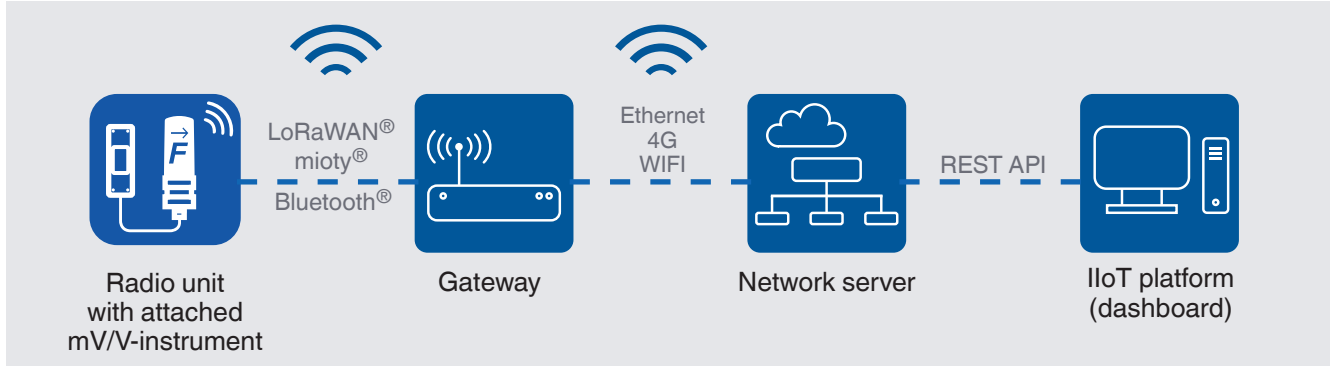 LoRaWAN®
mioty®
Bluetooth®
Ethernet
4G
WIFI
REST API
F
Radio unit
with attached
mV/V-instrument
Gateway
Network server
IIoT platform
(dashboard)